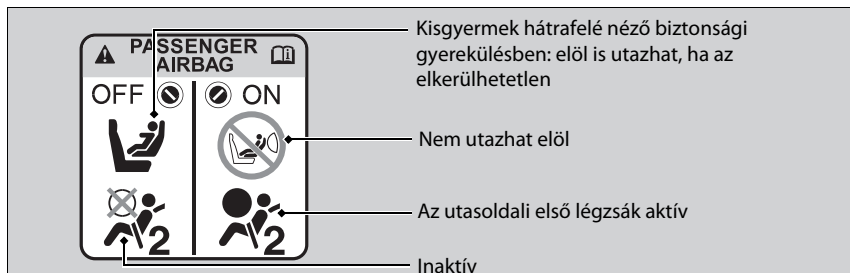 PASSENGER
AIRBAG
OFF ON
2 2
Kisgyermek hátrafelé néző biztonsági
gyerekülésben: elöl is utazhat, ha az
elkerülhetetlen
Nem utazhat elöl
Az utasoldali első légzsák aktív
Inaktív